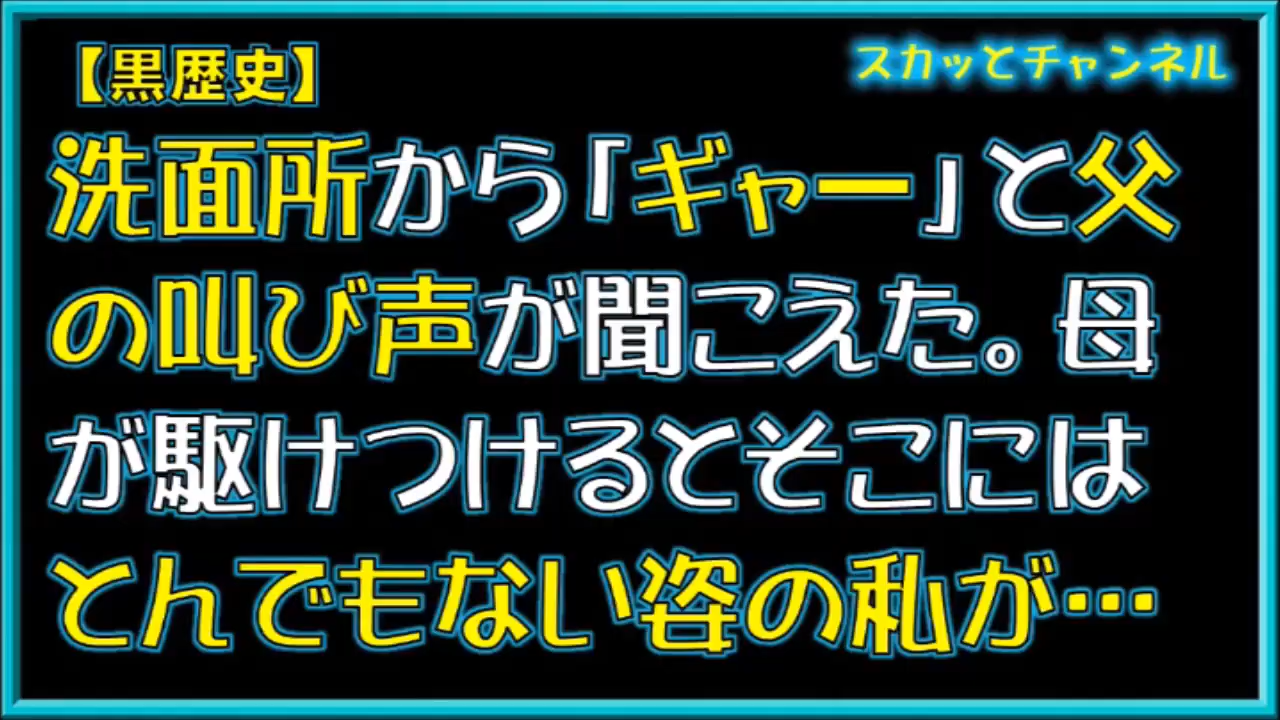 【黒歴史】
スカッとチャンネル
洗面所から「ギャー」と父
の叫び声が聞こえた。母
が駆けつけるとそこには
とんでもない姿の私が…